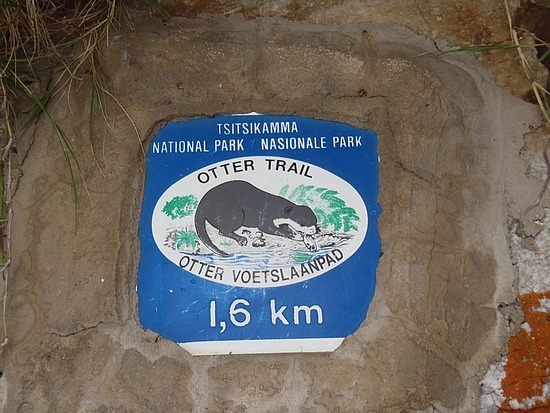 TSITSIKAMMA
NATIONAL PARK / NASIONALE PARK
OTTER TRAIL
OTTER VOETSLAANPAD
1,6 km